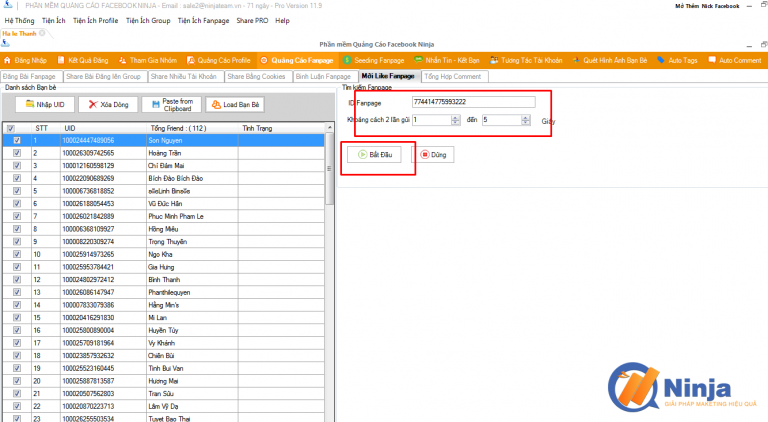 PHẦN MỀM QUẢNG CÁO FACEBOOK NINJA - Email : sale2@ninjateam.vn - 71 ngày - Pro Version 11.9
Mở Thêm Nick Facebook
Hệ Thống Tiện Ích Tiện Ích Profile Tiện Ích Group Tiện Ích Fanpage Share PRO Help
Ha le Thanh
Phần mềm Quảng Cáo Facebook Ninja
Đăng Nhập Kết Bạn Tham Gia Nhóm Quảng Cáo Profile Quảng Cáo Fanpage Seeding Fanpage Nhắn Tin - Kết Bạn Tương Tác Tài Khoản Quét Hình Ảnh Bạn Bè Auto Tags Auto Comment
Đăng Bài Fanpage Share Bài Đăng lên Group Share Nhiều Tài Khoản Share Bằng Cookies Bình Luận Fanpage Mời Like Fanpage Tổng Hợp Comment
Danh sách Bạn bè
Nhập UID Xóa Dòng Paste from Clipboard Load Bạn Bè
STT UID Tổng Friend : ( 112 ) Tình Trạng
1 100024447489056 Son Nguyen
2 100026309742565 Hoàng Trân
3 100012160598129 Chỉ Đám Mai
4 100022090689269 Bích Đào Bích Đào
5 100006736818852
6 100026188054453 Vũ Đức Hân
7 100026021842889 Phuc Minh Pham Le
8 100006368109927 Hồng Miêu
9 100008220309274 Trọng Thuyên
10 100025914973265 Ngo Kha
11 100025953784421 Gia Hung
12 100024802972412 Bình Thanh
13 100026086147947 Phanthilequyen
14 100007833079386 Hằng Min's
15 100020416291830 Mi Lan
16 100025800890004 Huyền Tủy
17 100025709181964 Vy Khánh
18 100023857932632 Chiên Bùi
19 100025523160445 Tinh Bui Van
20 100025887813587 Hương Mai
21 100020507562803 Tran Sửu
22 100020870223713 Lâm Vỹ Dạ
23 100026255503534 Tuyet Bao Thai
Tìm kiếm Fanpage
ID Fanpage 774414775993222
Khoảng cách 2 lần gửi 1 đến 5 Giây
Bắt Đầu Dừng
Ninja
GIẢI PHÁP MAKETING HIỆU QUẢ